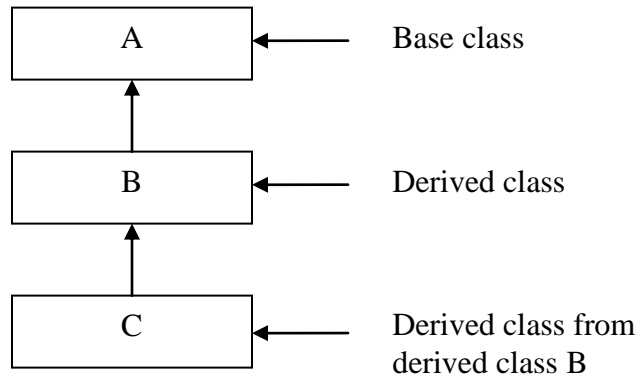 A
Base class
B
Derived class
C
Derived class from
derived class B